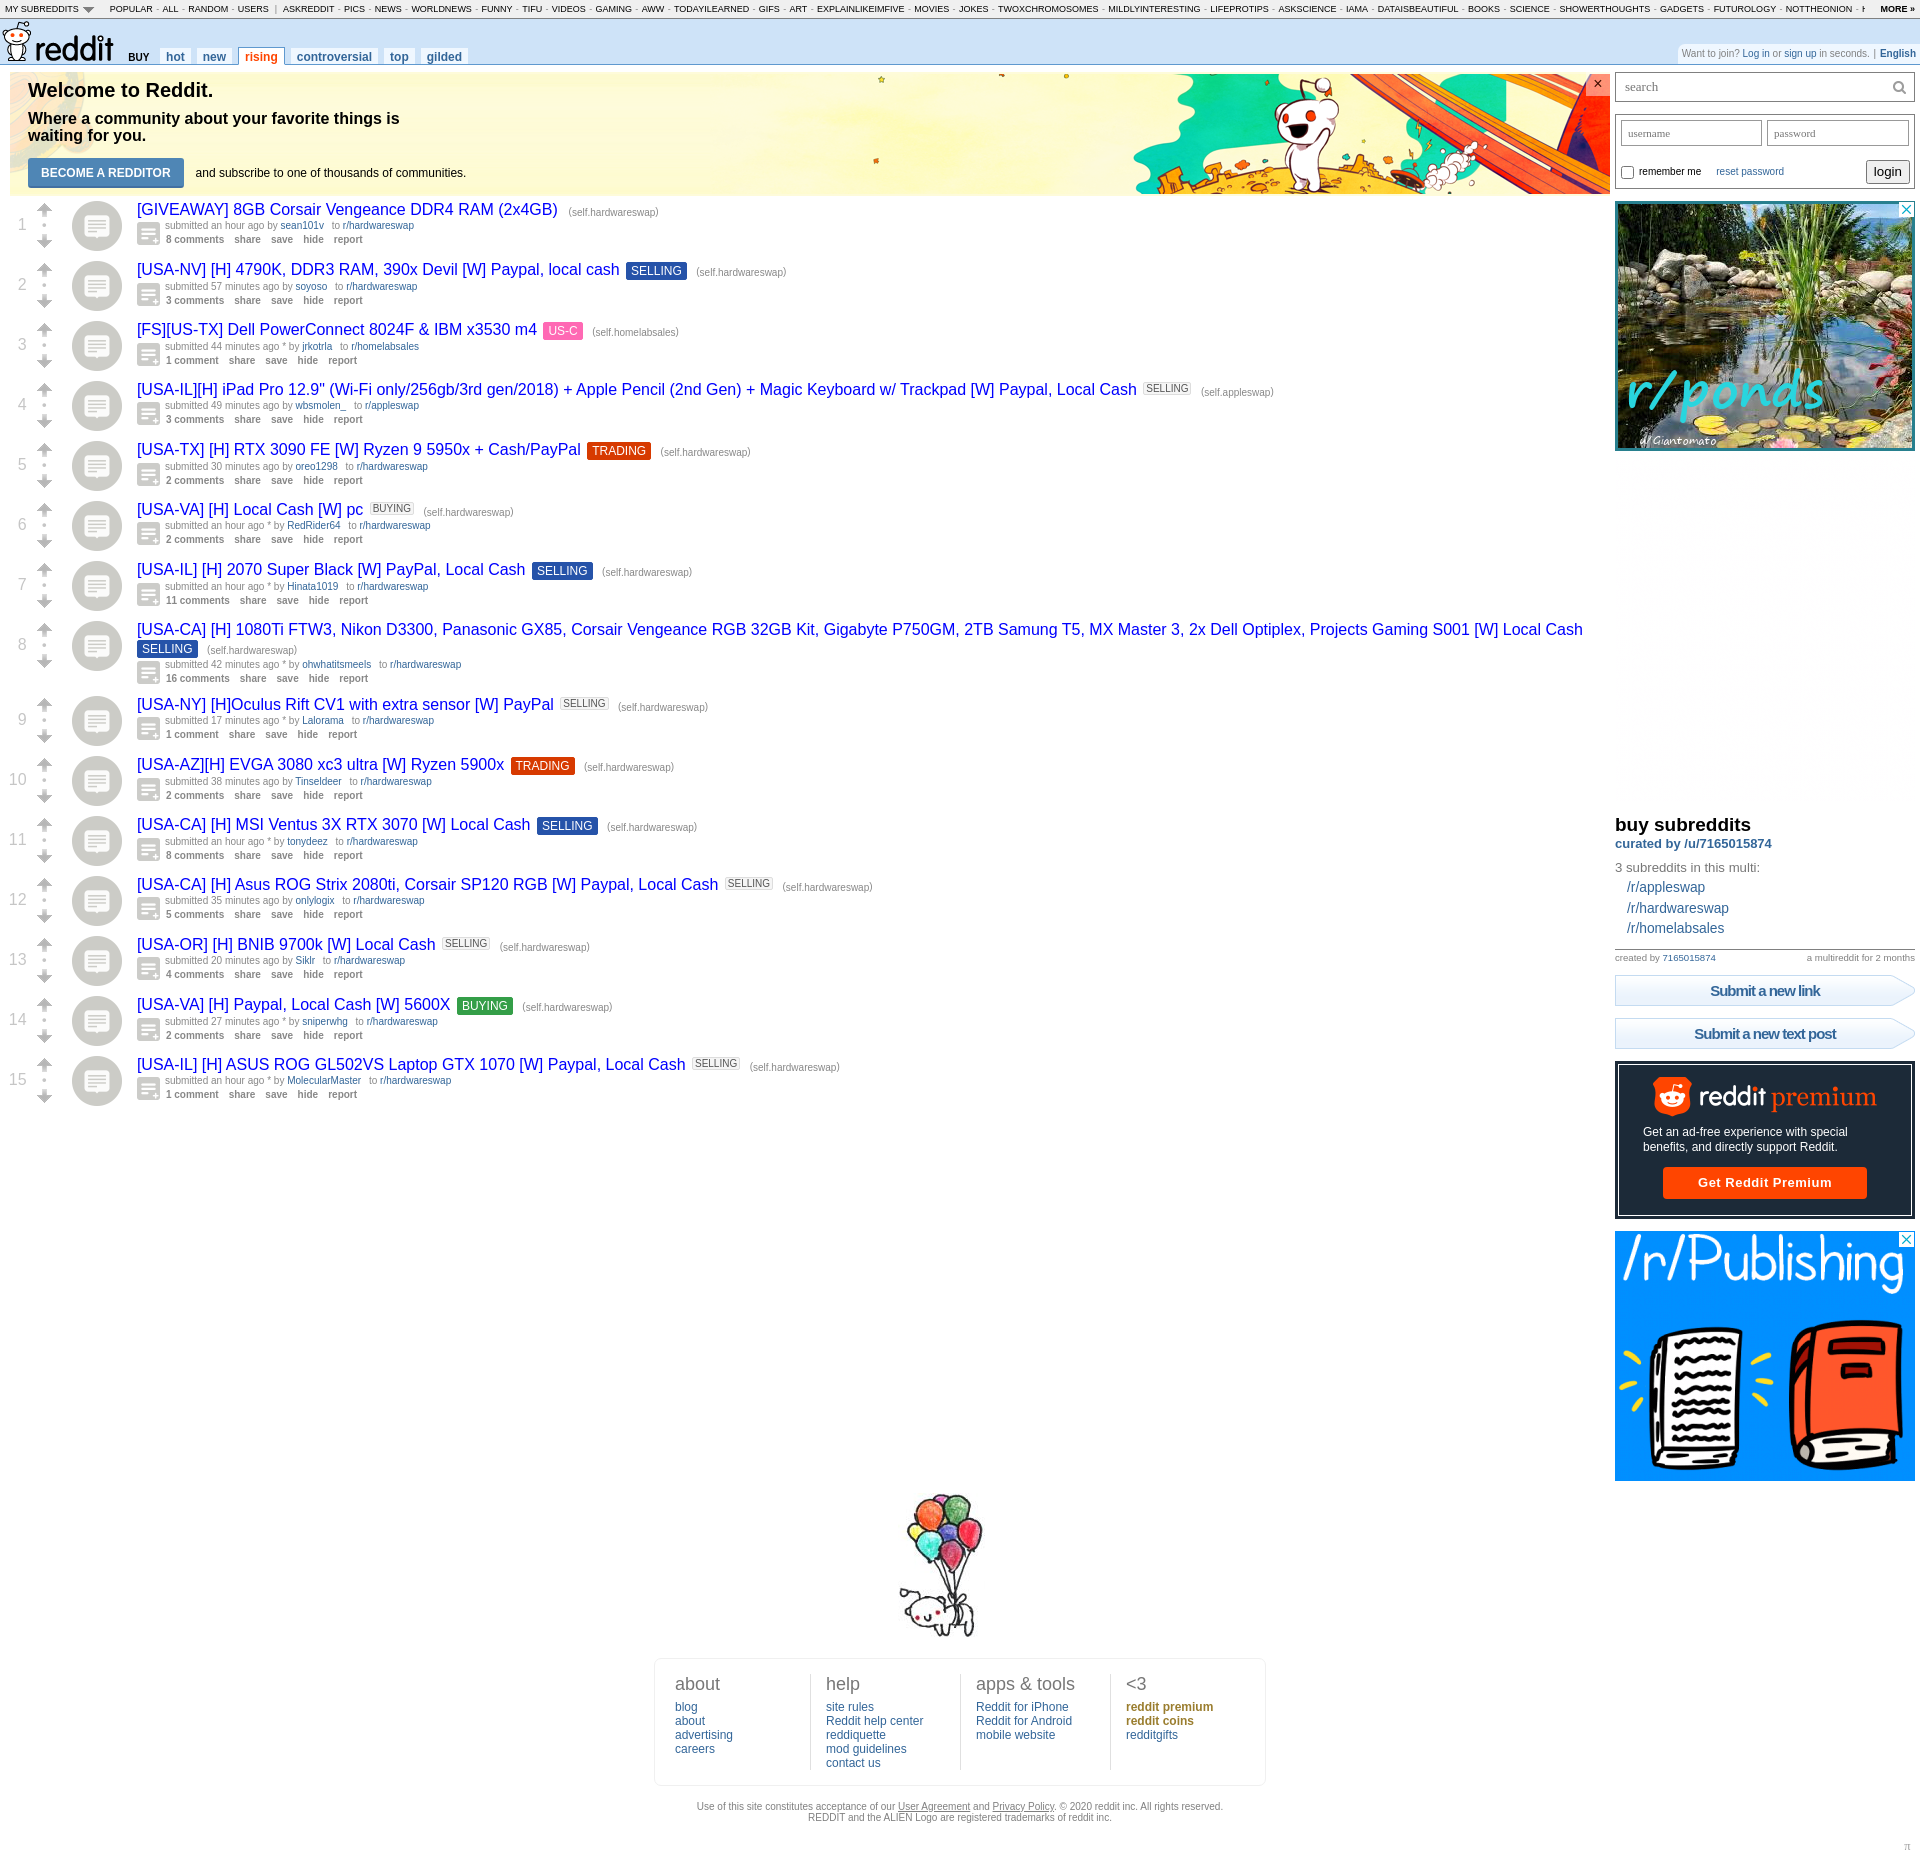 MY SUBREDDITS POPULAR - ALL - RANDOM - USERS | ASKREDDIT - PICS - NEWS - WORLDNEWS - FUNNY - TIFU - VIDEOS - GAMING - AWW - TODAYILEARNED - GIFS - ART - EXPLAINLIKEIMFIVE - MOVIES - JOKES - TWOXCHROMOSOMES - MILDLYINTERESTING - LIFEPROTIPS - ASKSCIENCE - IAMA - DATAISBEAUTIFUL - BOOKS - SCIENCE - SHOWERTHOUGHTS - GADGETS - FUTUROLOGY - NOTTHEONION - MORE »
reddit BUY hot new rising controversial top gilded
Want to join? Log in or sign up in seconds. | English
Welcome to Reddit.
Where a community about your favorite things is
waiting for you.
BECOME A REDDITOR and subscribe to one of thousands of communities.
×
1
[GIVEAWAY] 8GB Corsair Vengeance DDR4 RAM (2x4GB) (self.hardwareswap)
submitted an hour ago by sean101v to r/hardwareswap
8 comments share save hide report
2
[USA-NV] [H] 4790K, DDR3 RAM, 390x Devil [W] Paypal, local cash SELLING (self.hardwareswap)
submitted 57 minutes ago by soyoso to r/hardwareswap
3 comments share save hide report
3
[FS][US-TX] Dell PowerConnect 8024F & IBM x3530 m4 US-C (self.homelabsales)
submitted 44 minutes ago * by jrkotrla to r/homelabsales
1 comment share save hide report
4
[USA-IL][H] iPad Pro 12.9" (Wi-Fi only/256gb/3rd gen/2018) + Apple Pencil (2nd Gen) + Magic Keyboard w/ Trackpad [W] Paypal, Local Cash SELLING (self.appleswap)
submitted 49 minutes ago by wbsmolen_ to r/appleswap
3 comments share save hide report
5
[USA-TX] [H] RTX 3090 FE [W] Ryzen 9 5950x + Cash/PayPal TRADING (self.hardwareswap)
submitted 30 minutes ago by oreo1298 to r/hardwareswap
2 comments share save hide report
6
[USA-VA] [H] Local Cash [W] pc BUYING (self.hardwareswap)
submitted an hour ago * by RedRider64 to r/hardwareswap
2 comments share save hide report
7
[USA-IL] [H] 2070 Super Black [W] PayPal, Local Cash SELLING (self.hardwareswap)
submitted an hour ago * by Hinata1019 to r/hardwareswap
11 comments share save hide report
8
[USA-CA] [H] 1080Ti FTW3, Nikon D3300, Panasonic GX85, Corsair Vengeance RGB 32GB Kit, Gigabyte P750GM, 2TB Samung T5, MX Master 3, 2x Dell Optiplex, Projects Gaming S001 [W] Local Cash
SELLING (self.hardwareswap)
submitted 42 minutes ago * by ohwhatitsmeels to r/hardwareswap
16 comments share save hide report
9
[USA-NY] [H]Oculus Rift CV1 with extra sensor [W] PayPal SELLING (self.hardwareswap)
submitted 17 minutes ago * by Lalorama to r/hardwareswap
1 comment share save hide report
10
[USA-AZ][H] EVGA 3080 xc3 ultra [W] Ryzen 5900x TRADING (self.hardwareswap)
submitted 38 minutes ago by Tinseldeer to r/hardwareswap
2 comments share save hide report
11
[USA-CA] [H] MSI Ventus 3X RTX 3070 [W] Local Cash SELLING (self.hardwareswap)
submitted an hour ago * by tonydeez to r/hardwareswap
8 comments share save hide report
12
[USA-CA] [H] Asus ROG Strix 2080ti, Corsair SP120 RGB [W] Paypal, Local Cash SELLING (self.hardwareswap)
submitted 35 minutes ago by onlylogix to r/hardwareswap
5 comments share save hide report
13
[USA-OR] [H] BNIB 9700k [W] Local Cash SELLING (self.hardwareswap)
submitted 20 minutes ago by Siklr to r/hardwareswap
4 comments share save hide report
14
[USA-VA] [H] Paypal, Local Cash [W] 5600X BUYING (self.hardwareswap)
submitted 27 minutes ago * by sniperwhg to r/hardwareswap
2 comments share save hide report
15
[USA-IL] [H] ASUS ROG GL502VS Laptop GTX 1070 [W] Paypal, Local Cash SELLING (self.hardwareswap)
submitted an hour ago * by MolecularMaster to r/hardwareswap
1 comment share save hide report
search
username password
remember me reset password login
r/ponds
u/Giantomato
buy subreddits
curated by /u/7165015874
3 subreddits in this multi:
/r/appleswap
/r/hardwareswap
/r/homelabsales
created by 7165015874 a multireddit for 2 months
Submit a new link
Submit a new text post
reddit premium
Get an ad-free experience with special
benefits, and directly support Reddit.
Get Reddit Premium
/r/Publishing
about
blog
about
advertising
careers
help
site rules
Reddit help center
reddiquette
mod guidelines
contact us
apps & tools
Reddit for iPhone
Reddit for Android
mobile website
<3
reddit premium
reddit coins
redditgifts
Use of this site constitutes acceptance of our User Agreement and Privacy Policy. © 2020 reddit inc. All rights reserved.
REDDIT and the ALIEN Logo are registered trademarks of reddit inc.
π